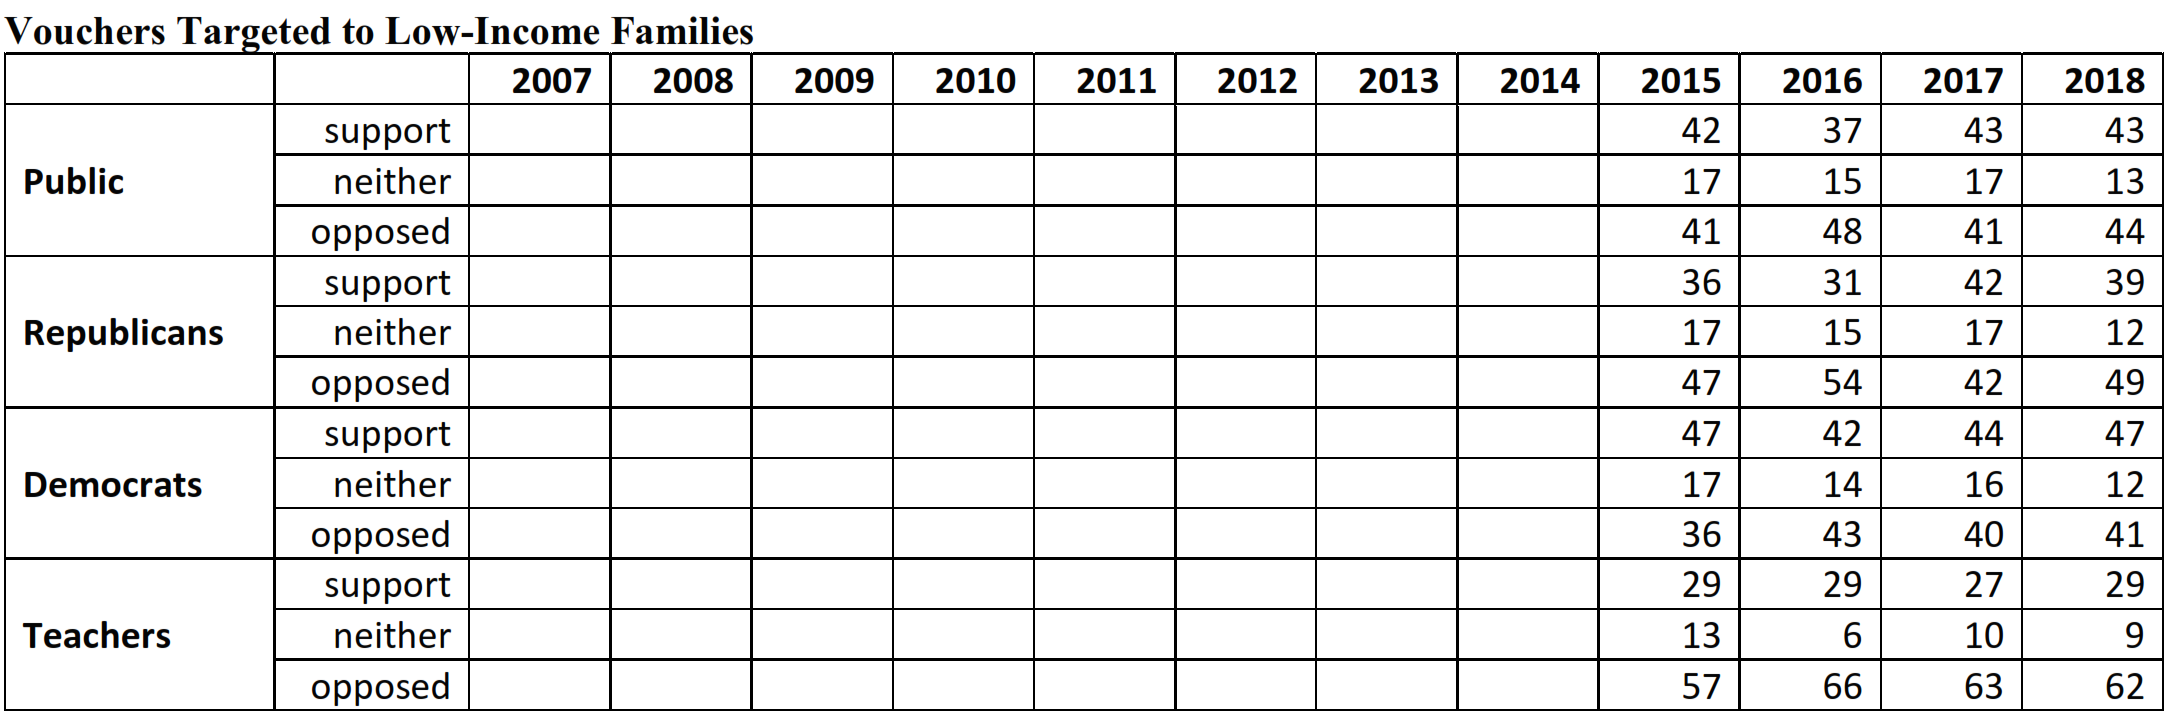 Vouchers Targeted to Low-Income Families
2007 2008 2009 2010 2011 2012 2013 2014 2015 2016 2017 2018
Public support 42 37 43 43
neither 17 15 17 13
opposed 41 48 41 44
Republicans support 36 31 42 39
neither 17 15 17 12
opposed 47 54 42 49
Democrats support 47 42 44 47
neither 17 14 16 12
opposed 36 43 40 41
Teachers support 29 29 27 29
neither 13 6 10 9
opposed 57 66 63 62